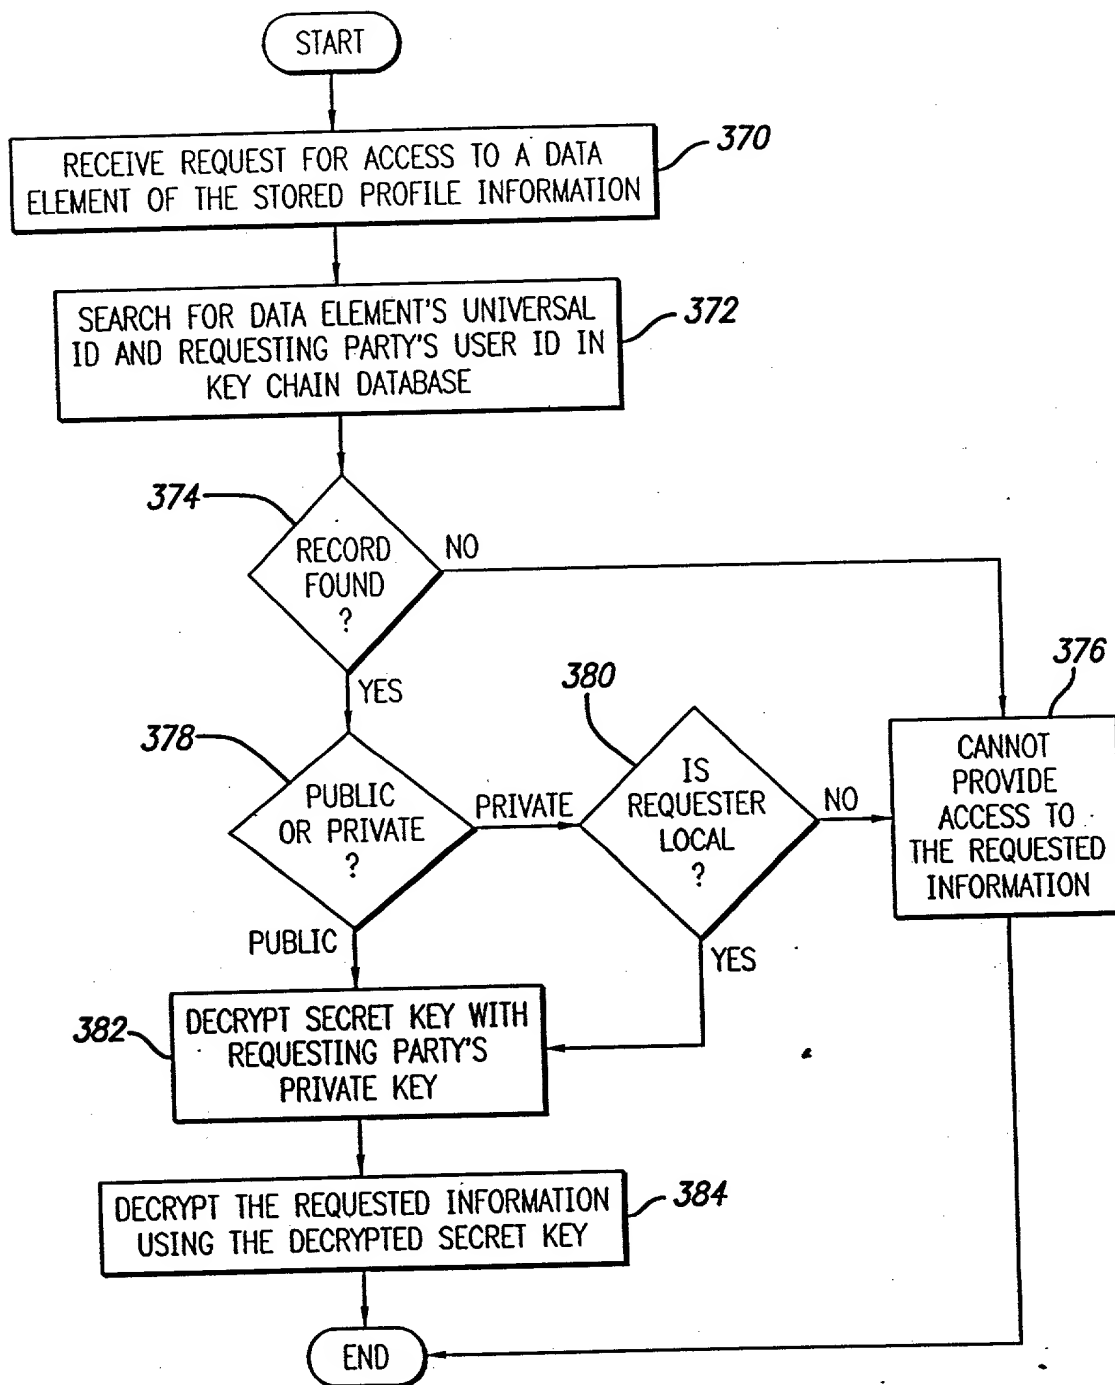 START
RECEIVE REQUEST FOR ACCESS TO A DATA
ELEMENT OF THE STORED PROFILE INFORMATION
370
SEARCH FOR DATA ELEMENT'S UNIVERSAL
ID AND REQUESTING PARTY'S USER ID IN
KEY CHAIN DATABASE
372
374
RECORD
FOUND
?
NO
YES
378
PUBLIC
OR PRIVATE
?
PRIVATE
380
IS
REQUESTER
LOCAL
?
NO
376
CANNOT
PROVIDE
ACCESS TO
THE REQUESTED
INFORMATION
PUBLIC
YES
382
DECRYPT SECRET KEY WITH
REQUESTING PARTY'S
PRIVATE KEY
DECRYPT THE REQUESTED INFORMATION
USING THE DECRYPTED SECRET KEY
384
END